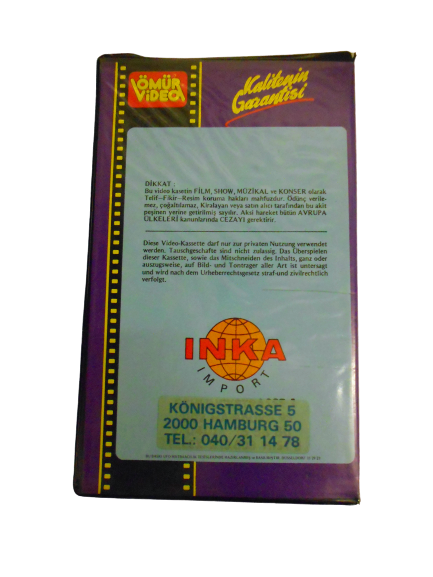 ÖMÜR
VİDEO
Kalitenin
Garantisi
DİKKAT :
Bu video kasetin FİLM, SHOW, MÜZİKAL ve KONSER olarak
Telif-Fikir-Resim koruma hakları mahfuzdur. Ödünç verile-
mez, çoğaltılamaz, Kiralayan veya satın alıcı tarafından bu akit
peşinen yerine getirilmiş sayılır. Aksi hareket bütün AVRUPA
ÜLKELERİ kanunlarında CEZAYI gerektirir.
Diese Video-Kassette darf nur zur privaten Nutzung verwendet
werden. Tauschgeschäfte sind nicht zulässig. Das Überspielen
dieser Kassette, sowie das Mitschneiden des Inhalts, ganz oder
auszugsweise, auf Bild- und Tontrager aller Art ist untersagt
und wird nach dem Urheberrechtsgesetz straf-und zivilrechtlich
verfolgt.
INKA
IMPORT
KÖNIGSTRASSE 5
2000 HAMBURG 50
TEL.: 040/31 14 78